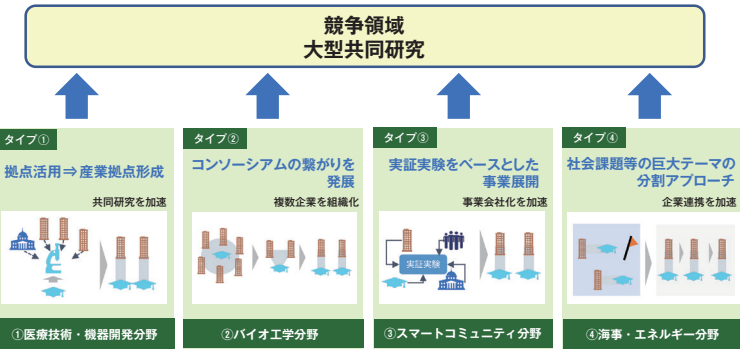 競争領域
大型共同研究
タイプ①
拠点活用⇒産業拠点形成
共同研究を加速
①医療技術・機器開発分野
タイプ②
コンソーシアムの繋がりを
発展
複数企業を組織化
②バイオ工学分野
タイプ③
実証実験をベースとした
事業展開
事業会社化を加速
実証実験
③スマートコミュニティ分野
タイプ④
社会課題等の巨大テーマの
分割アプローチ
企業連携を加速
④海事・エネルギー分野